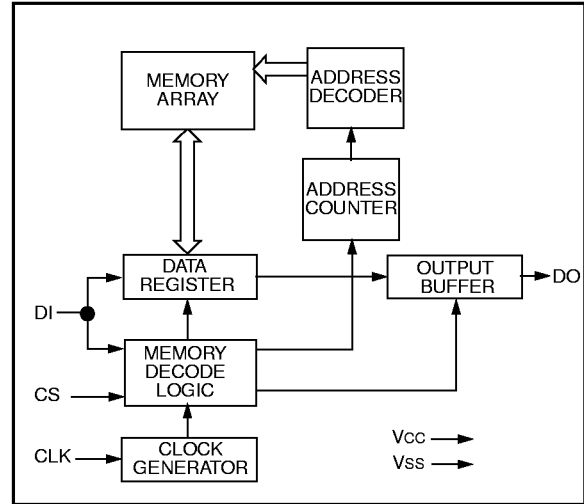 MEMORY
ARRAY
ADDRESS
DECODER
ADDRESS
COUNTER
DATA
REGISTER
OUTPUT
BUFFER
DO
DI
MEMORY
DECODE
LOGIC
CS
CLK
CLOCK
GENERATOR
VCC
VSS